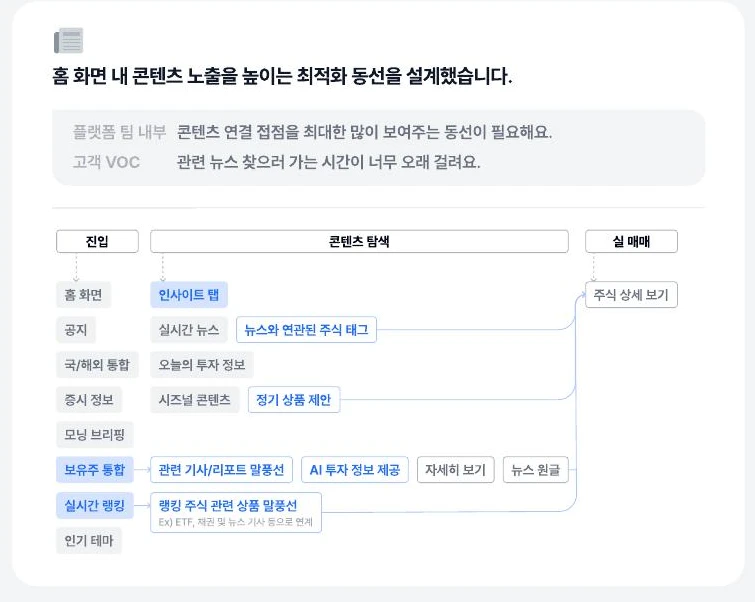 홈 화면 내 콘텐츠 노출을 높이는 최적화 동선을 설계했습니다.
플랫폼 팀 내부 콘텐츠 연결 접점을 최대한 많이 보여주는 동선이 필요해요.
고객 VOC 관련 뉴스 찾으러 가는 시간이 너무 오래 걸려요.
진입 콘텐츠 탐색 실 매매
홈 화면 인사이트 탭 주식 상세 보기
공지 실시간 뉴스 뉴스와 연관된 주식 태그
국/해외 통합 오늘의 투자 정보
증시 정보 시즈널 콘텐츠 정기 상품 제안
모닝 브리핑
보유주 통합 관련 기사/리포트 말풍선 AI 투자 정보 제공 자세히 보기 뉴스 원글
실시간 랭킹 랭킹 주식 관련 상품 말풍선
Ex) ETF, 채권 및 뉴스 기사 등으로 연계
인기 테마